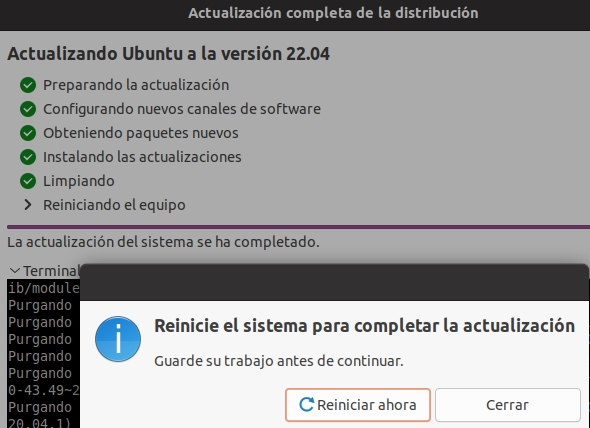 Actualización completa de la distribución
Actualizando Ubuntu a la versión 22.04
Preparando la actualización
Configurando nuevos canales de software
Obteniendo paquetes nuevos
Instalando las actualizaciones
Limpiando
Reiniciando el equipo
La actualización del sistema se ha completado.
Terminal
ib/module
Purgando
Purgando
Purgando
Purgando
Purgando
0-43.49~2
Purgando
20.04.1)
Reinicie el sistema para completar la actualización
Guarde su trabajo antes de continuar.
Reiniciar ahora
Cerrar